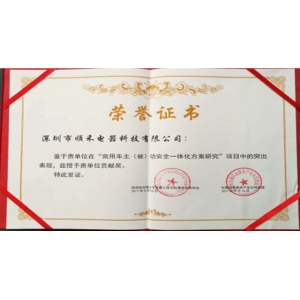 荣誉证书
深圳市顺禾电器科技有限公司：
基于贵单位在“商用车主（被）动安全一体化方案研究”项目中的突出
表现，兹授予贵单位贡献奖。
特此发证。